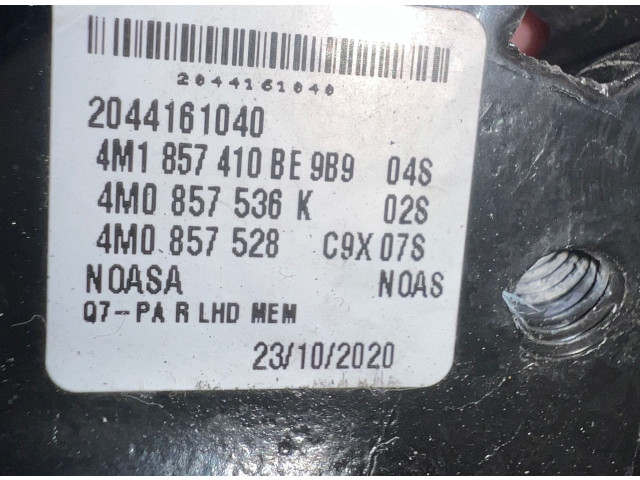 2044161040
2044161040
4M1 857 410 BE 9B9 04S
4M0 857 536 K 02S
4M0 857 528 C9X 07S
NOASA NOAS
Q7-PA R LHD MEM
23/10/2020